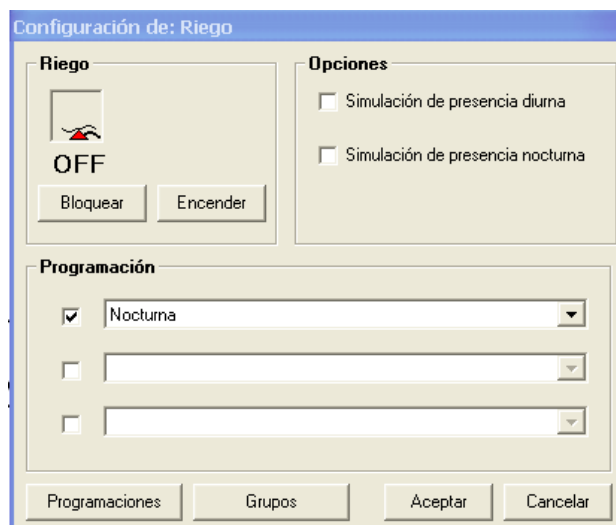 Configuración de: Riego
Riego
OFF
Bloquear
Encender
Opciones
Simulación de presencia diurna
Simulación de presencia nocturna
Programación
Nocturna
Programaciones
Grupos
Aceptar
Cancelar